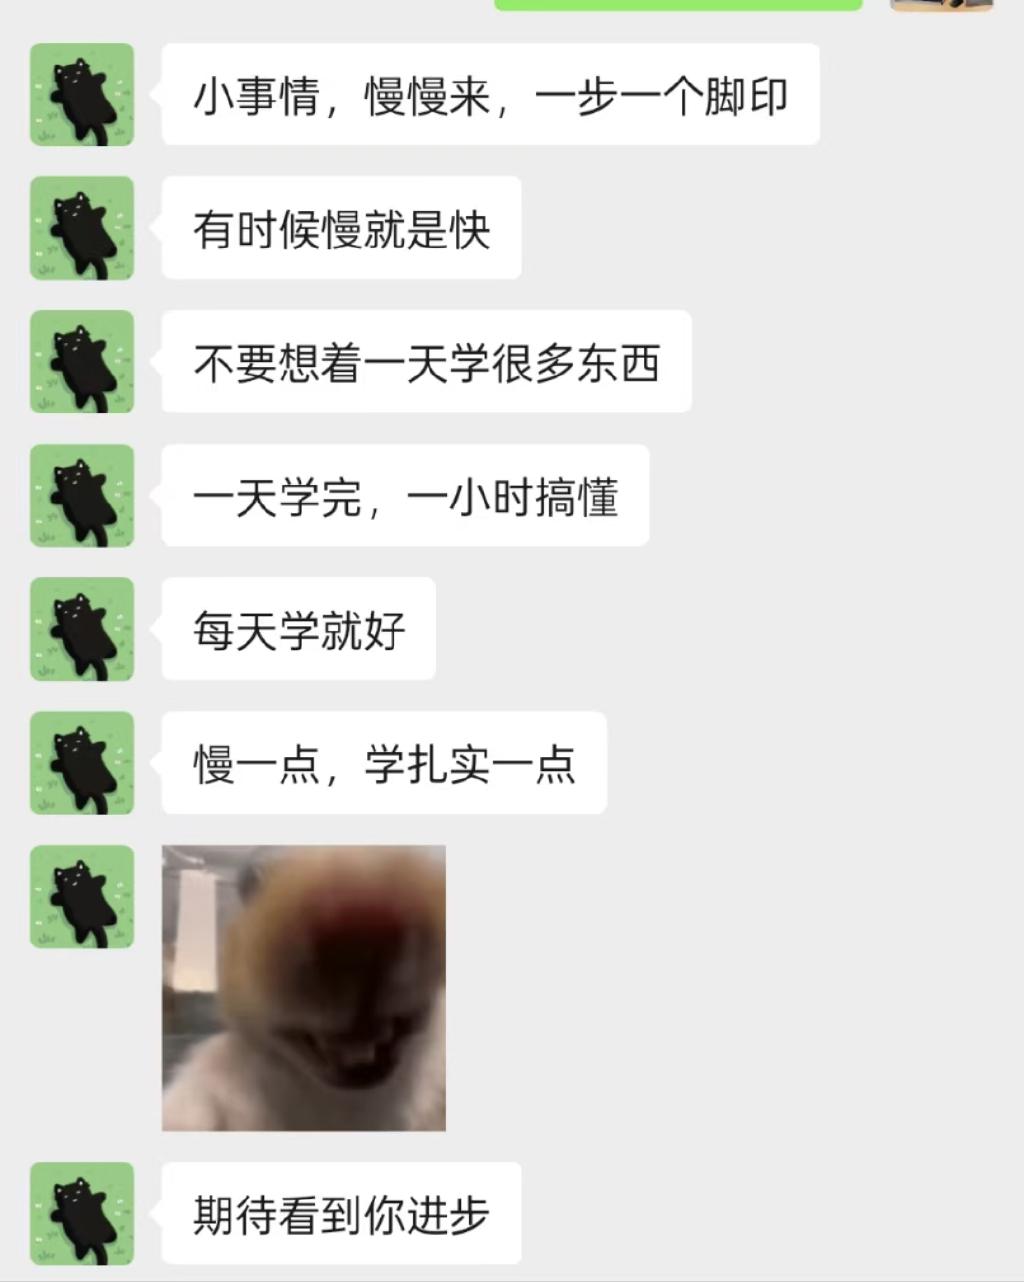 小事情，慢慢来，一步一个脚印
有时候慢就是快
不要想着一天学很多东西
一天学完，一小时搞懂
每天学就好
慢一点，学扎实一点
期待看到你进步